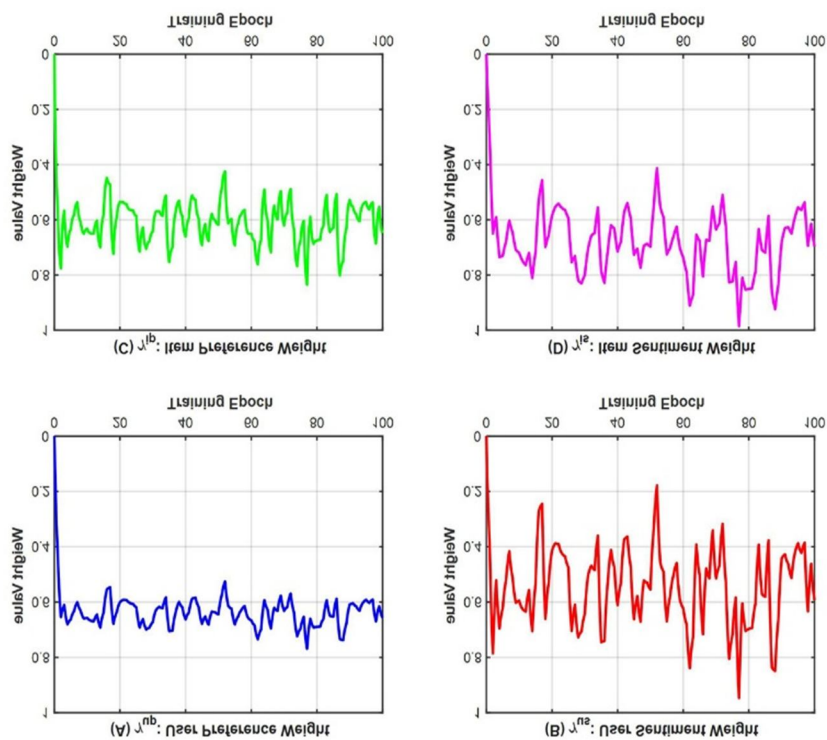 (A) γup: User Preference Weight
1
0.8
0.6
0.4
0.2
0
Weight Value
0 20 40 60 80 100
Training Epoch
(B) γus: User Sentiment Weight
1
0.8
0.6
0.4
0.2
0
Weight Value
0 20 40 60 80 100
Training Epoch
(C) γip: Item Preference Weight
1
0.8
0.6
0.4
0.2
0
Weight Value
0 20 40 60 80 100
Training Epoch
(D) γis: Item Sentiment Weight
1
0.8
0.6
0.4
0.2
0
Weight Value
0 20 40 60 80 100
Training Epoch